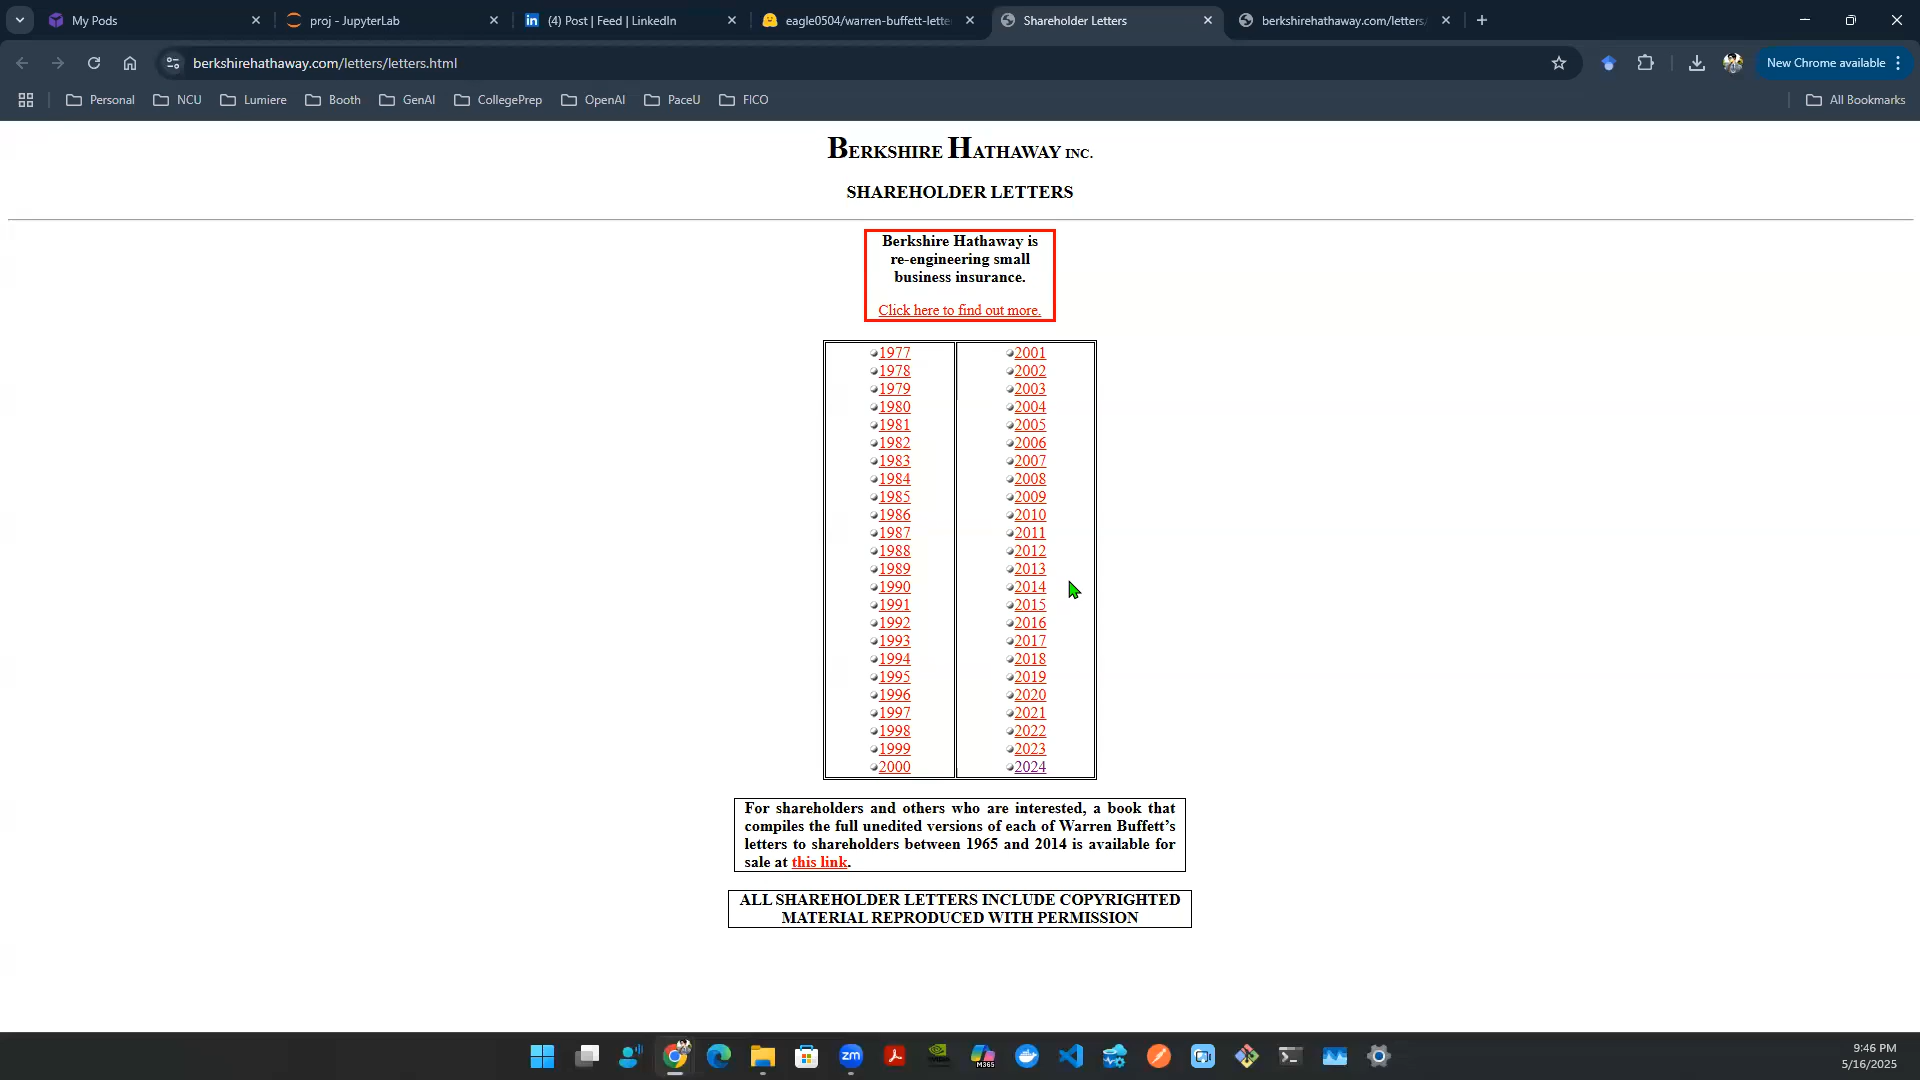 My Pods
proj - JupyterLab
(4) Post | Feed | LinkedIn
eagle0504/warren-buffett-lette
Shareholder Letters
berkshirehathaway.com/letters/
berkshirehathaway.com/letters/letters.html
New Chrome available
Personal
NCU
Lumiere
Booth
GenAI
CollegePrep
OpenAI
PaceU
FICO
All Bookmarks
BERKSHIRE HATHAWAY INC.
SHAREHOLDER LETTERS
Berkshire Hathaway is
re-engineering small
business insurance.
Click here to find out more.
1977
1978
1979
1980
1981
1982
1983
1984
1985
1986
1987
1988
1989
1990
1991
1992
1993
1994
1995
1996
1997
1998
1999
2000
2001
2002
2003
2004
2005
2006
2007
2008
2009
2010
2011
2012
2013
2014
2015
2016
2017
2018
2019
2020
2021
2022
2023
2024
For shareholders and others who are interested, a book that
compiles the full unedited versions of each of Warren Buffett’s
letters to shareholders between 1965 and 2014 is available for
sale at this link.
ALL SHAREHOLDER LETTERS INCLUDE COPYRIGHTED
MATERIAL REPRODUCED WITH PERMISSION
in
zm
M365
9:46 PM
5/16/2025